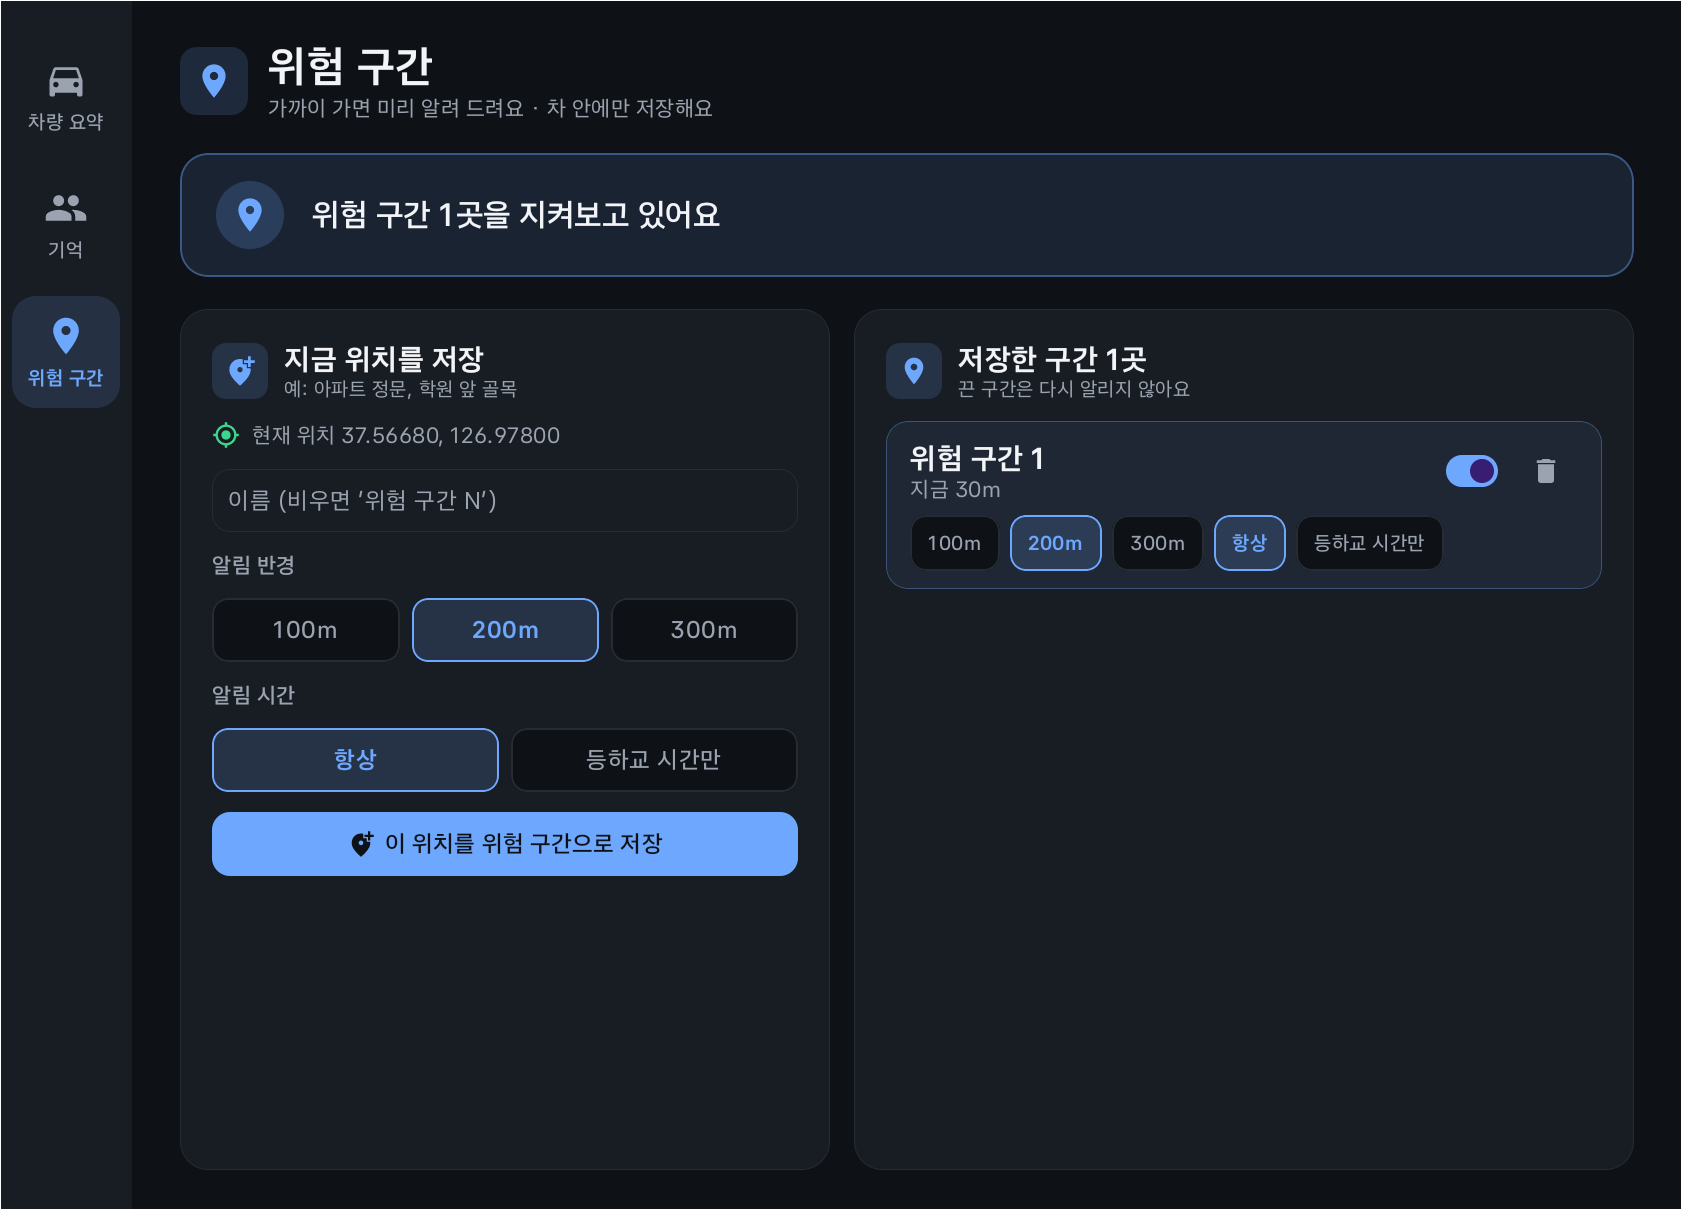 차량 요약
기억
위험 구간
위험 구간
가까이 가면 미리 알려 드려요 · 차 안에만 저장해요
위험 구간 1곳을 지켜보고 있어요
지금 위치를 저장
예: 아파트 정문, 학원 앞 골목
현재 위치 37.56680, 126.97800
이름 (비우면 ‘위험 구간 N’)
알림 반경
100m
200m
300m
알림 시간
항상
등하교 시간만
이 위치를 위험 구간으로 저장
저장한 구간 1곳
끈 구간은 다시 알리지 않아요
위험 구간 1
지금 30m
100m
200m
300m
항상
등하교 시간만